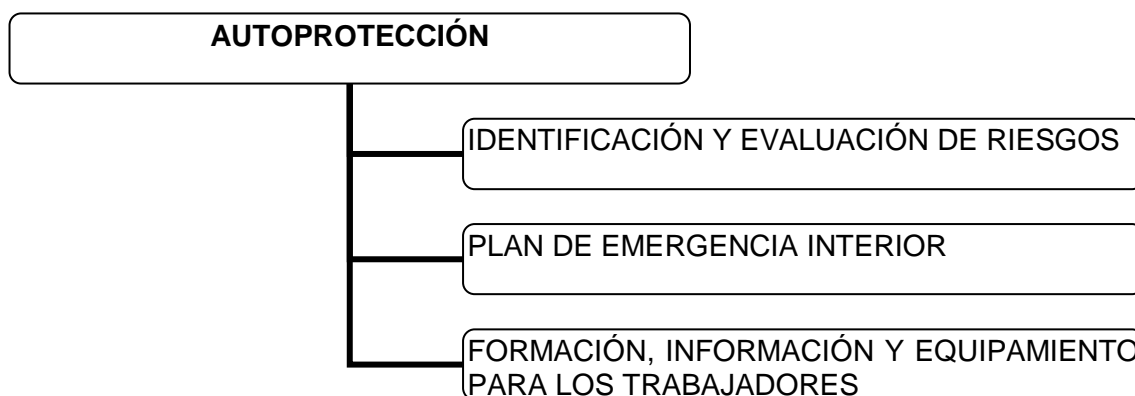 AUTOPROTECCIÓN
IDENTIFICACIÓN Y EVALUACIÓN DE RIESGOS
PLAN DE EMERGENCIA INTERIOR
FORMACIÓN, INFORMACIÓN Y EQUIPAMIENTO
PARA LOS TRABAJADORES